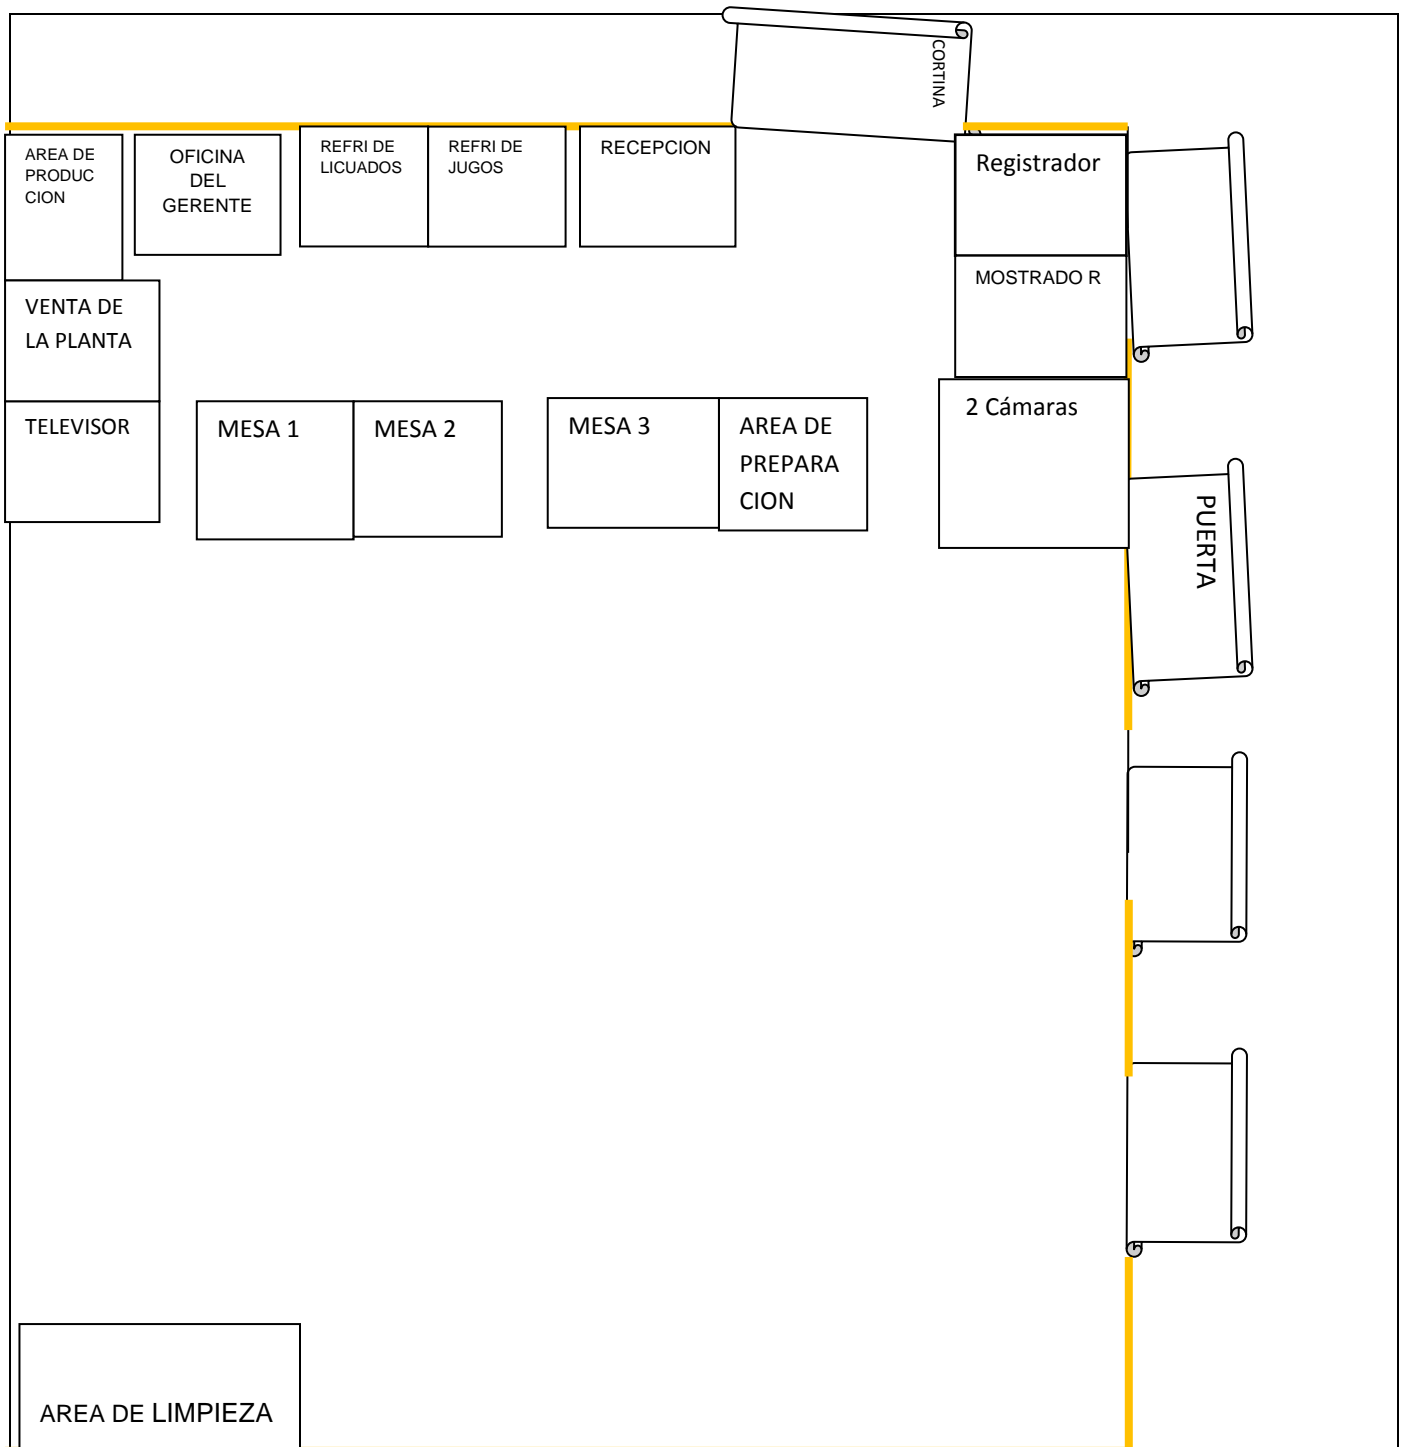 CORTINA
AREA DE
PRODUC
CION
OFICINA
DEL
GERENTE
REFRI DE
LICUADOS
REFRI DE
JUGOS
RECEPCION
Registrador
MOSTRADO R
VENTA DE
LA PLANTA
TELEVISOR
MESA 1
MESA 2
MESA 3
AREA DE
PREPARA
CION
2 Cámaras
PUERTA
AREA DE LIMPIEZA